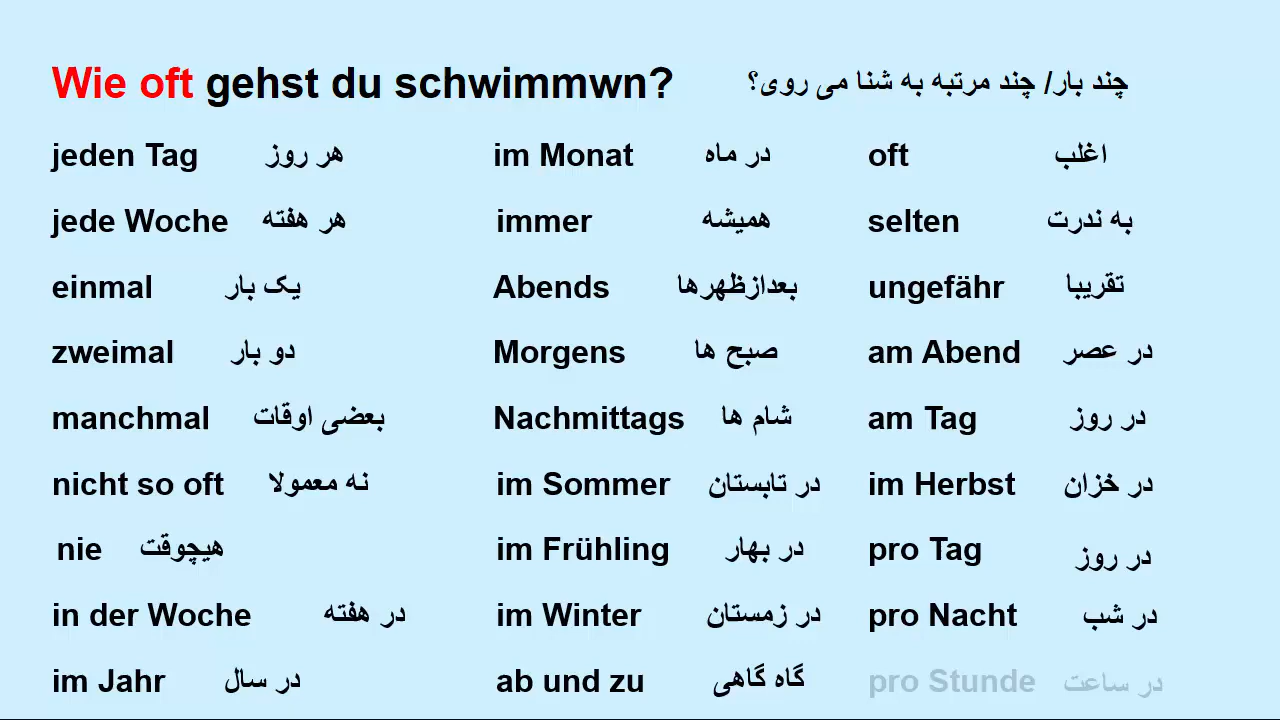 Wie oft gehst du schwimmwn? چند بار/ چند مرتبه به شنا می روی؟
jeden Tag هر روز im Monat در ماه oft اغلب
jede Woche هر هفته immer همیشه selten به ندرت
einmal یک بار Abends بعدازظهرها ungefähr تقریبا
zweimal دو بار Morgens صبح ها am Abend در عصر
manchmal بعضی اوقات Nachmittags شام ها am Tag در روز
nicht so oft نه معمولا im Sommer در تابستان im Herbst در خزان
nie هیچوقت im Frühling در بهار pro Tag در روز
in der Woche در هفته im Winter در زمستان pro Nacht در شب
im Jahr در سال ab und zu گاه گاهی pro Stunde در ساعت